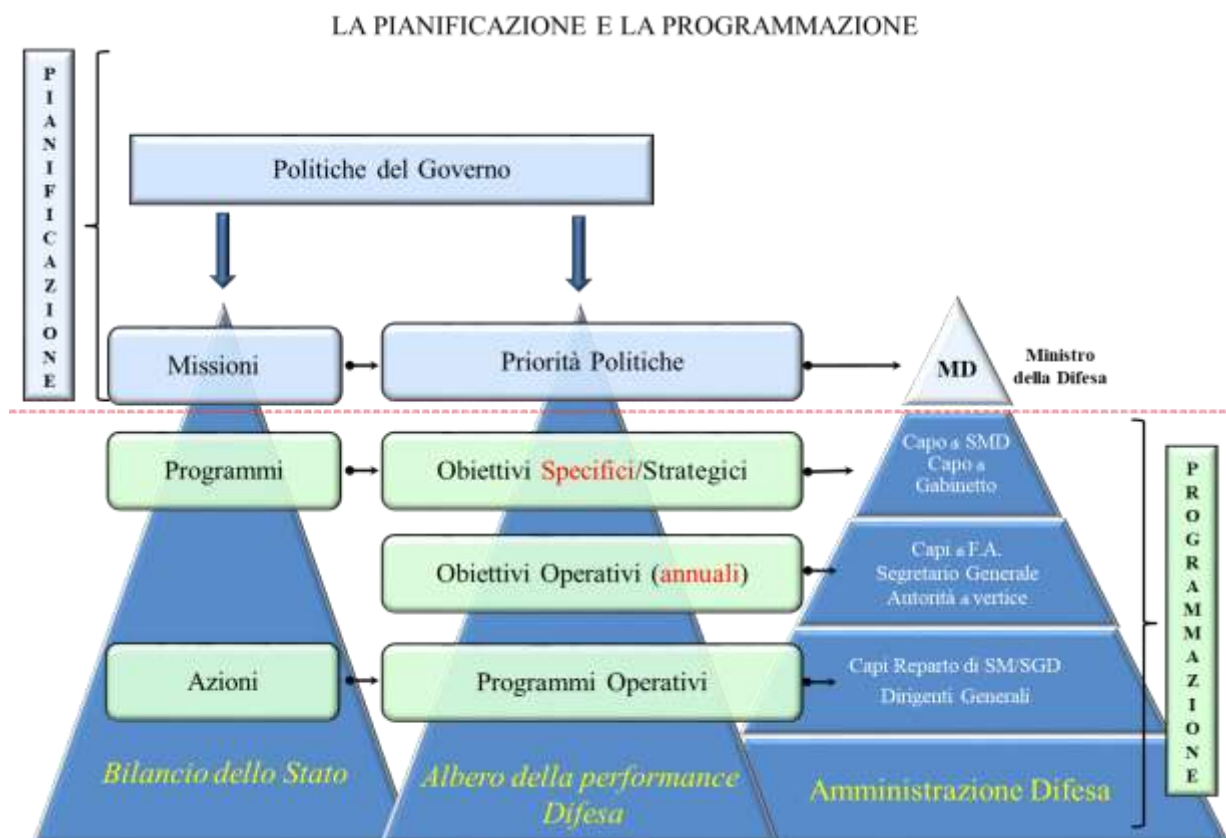 LA PIANIFICAZIONE E LA PROGRAMMAZIONE
PIANIFICAZIONE
Politiche del Governo
Missioni
Priorità Politiche
MD
Ministro
della Difesa
Programmi
Obiettivi Specifici/Strategici
Capo di SMD
Capo di
Gabinetto
Obiettivi Operativi (annuali)
Capi di F.A.
Segretario Generale
Autorità di vertice
Azioni
Programmi Operativi
Capi Reparto di SM/SGD
Dirigenti Generali
PROGRAMMAZIONE
Bilancio dello Stato
Albero della performance
Difesa
Amministrazione Difesa